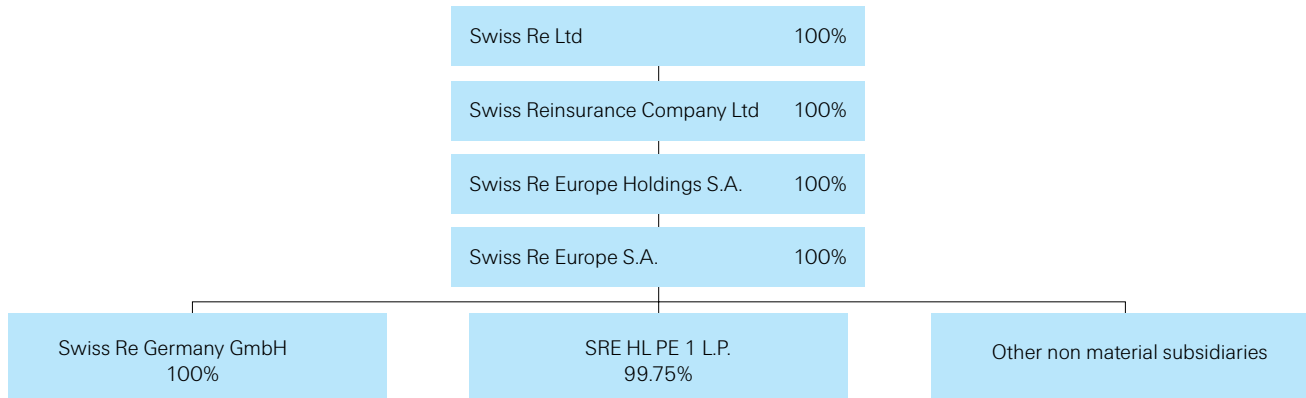 Swiss Re Ltd 100%
Swiss Reinsurance Company Ltd 100%
Swiss Re Europe Holdings S.A. 100%
Swiss Re Europe S.A. 100%
Swiss Re Germany GmbH
100%
SRE HL PE 1 L.P.
99.75%
Other non material subsidiaries